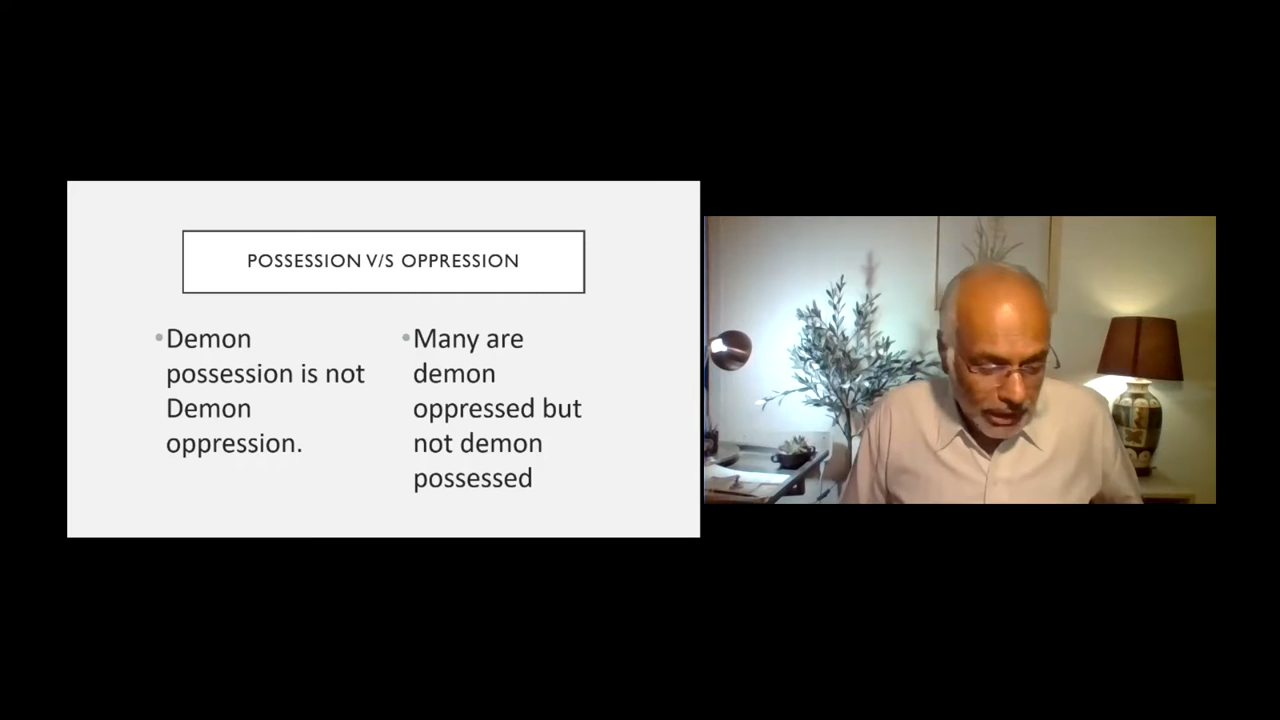 POSSESSION V/S OPPRESSION
•Demon
possession is not
Demon
oppression.
•Many are
demon
oppressed but
not demon
possessed